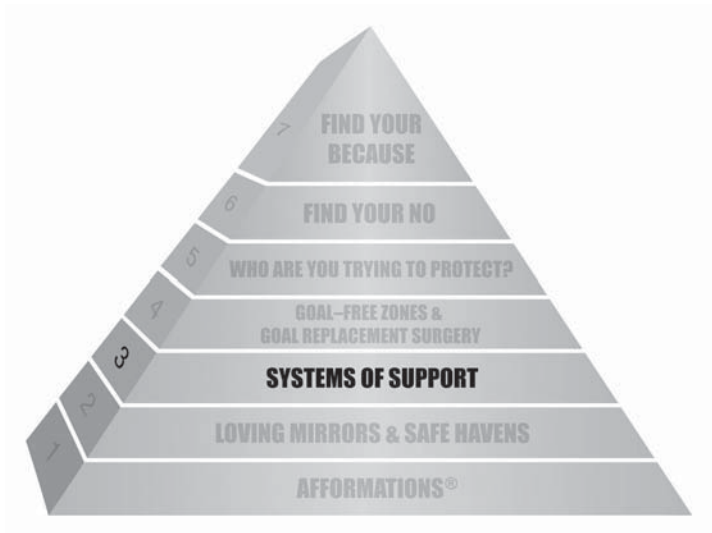 7
FIND YOUR
BECAUSE
6
FIND YOUR NO
5
WHO ARE YOU TRYING TO PROTECT?
4
GOAL–FREE ZONES &
GOAL REPLACEMENT SURGERY
3
SYSTEMS OF SUPPORT
2
LOVING MIRRORS & SAFE HAVENS
1
AFFORMATIONS®